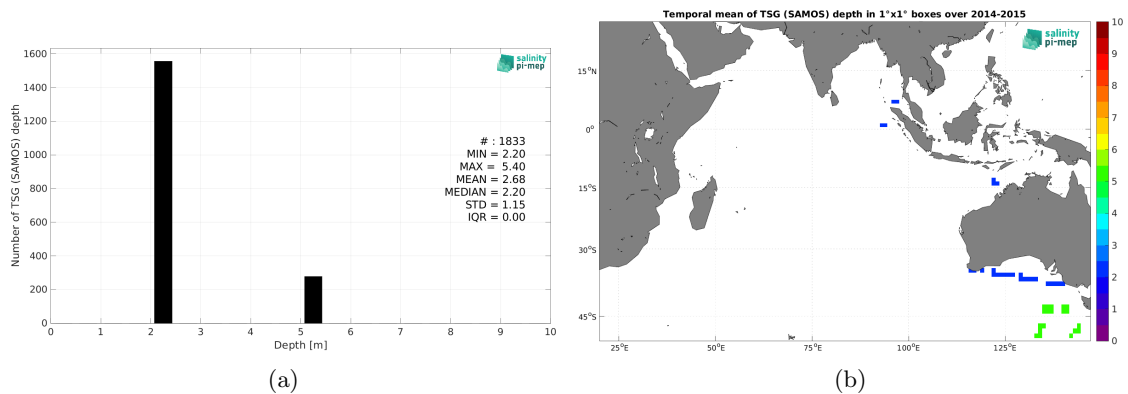 1600
1400
1200
1000
800
600
400
200
0
Number of TSG (SAMOS) depth
salinity
pi-mep
# : 1833
MIN = 2.20
MAX = 5.40
MEAN = 2.68
MEDIAN = 2.20
STD = 1.15
IQR = 0.00
0 1 2 3 4 5 6 7 8 9 10
Depth [m]
(a)
Temporal mean of TSG (SAMOS) depth in 1°x1° boxes over 2014-2015
salinity
pi-mep
15°N
0°
15°S
30°S
45°S
25°E 50°E 75°E 100°E 125°E
10
9
8
7
6
5
4
3
2
1
0
(b)